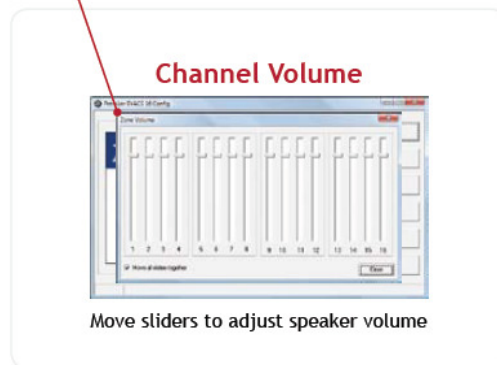 Channel Volume
Config
Zone Volume
1 2 3 4 5 6 7 8 9 10 11 12 13 14 15 16
Move all sliders together
Close
Move sliders to adjust speaker volume